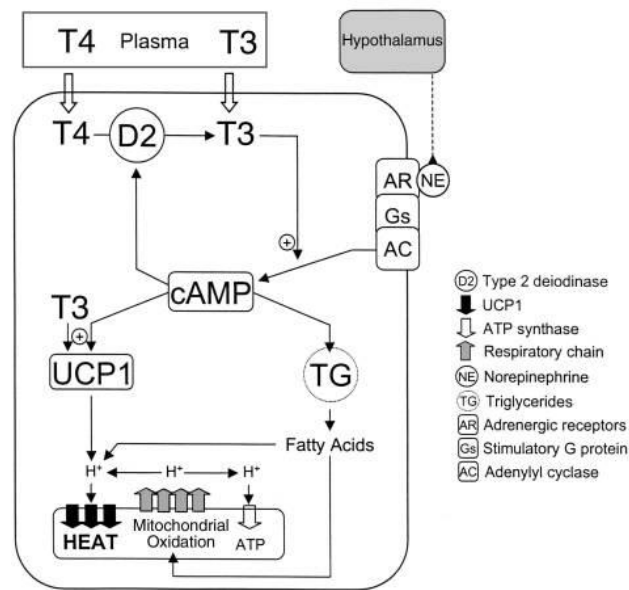 T4 Plasma T3
Hypothalamus
T4 D2 T3
AR NE
Gs
AC
+
cAMP
T3
+
UCP1
TG
Fatty Acids
H+ H+ H+
HEAT
Mitochondrial
Oxidation
ATP
D2 Type 2 deiodinase
UCP1
ATP synthase
Respiratory chain
NE Norepinephrine
TG Triglycerides
AR Adrenergic receptors
Gs Stimulatory G protein
AC Adenylyl cyclase